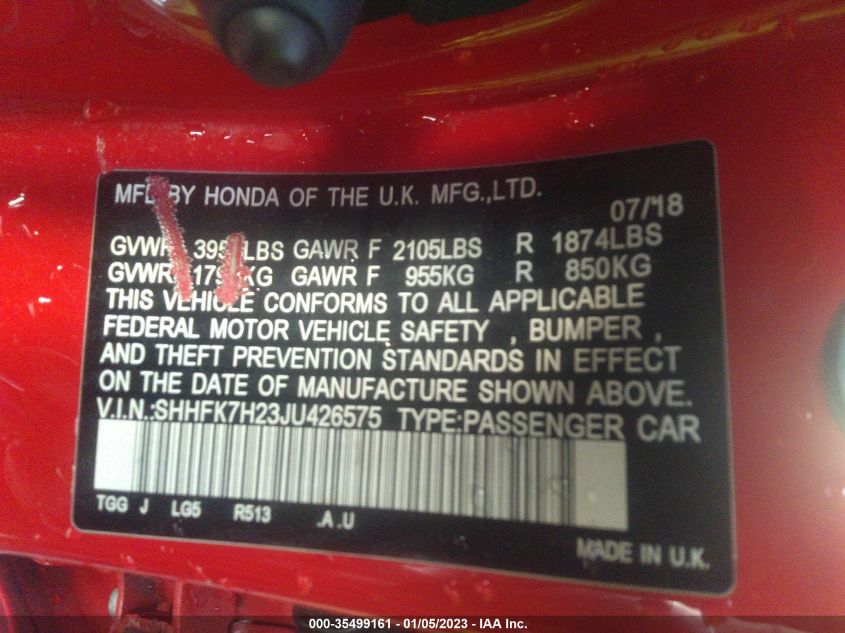 MFD BY HONDA OF THE U.K. MFG.,LTD.
07/18
GVWR LBS GAWR F 2105LBS R 1874LBS
GVWR KG GAWR F 955KG R 850KG
THIS VEHICLE CONFORMS TO ALL APPLICABLE
FEDERAL MOTOR VEHICLE SAFETY , BUMPER ,
AND THEFT PREVENTION STANDARDS IN EFFECT
ON THE DATE OF MANUFACTURE SHOWN ABOVE.
V.I.N.:SHHFK7H23JU426575 TYPE:PASSENGER CAR
TGG J LG5 R513 .A .U
MADE IN U.K.
000-35499161 - 01/05/2023 - IAA Inc.